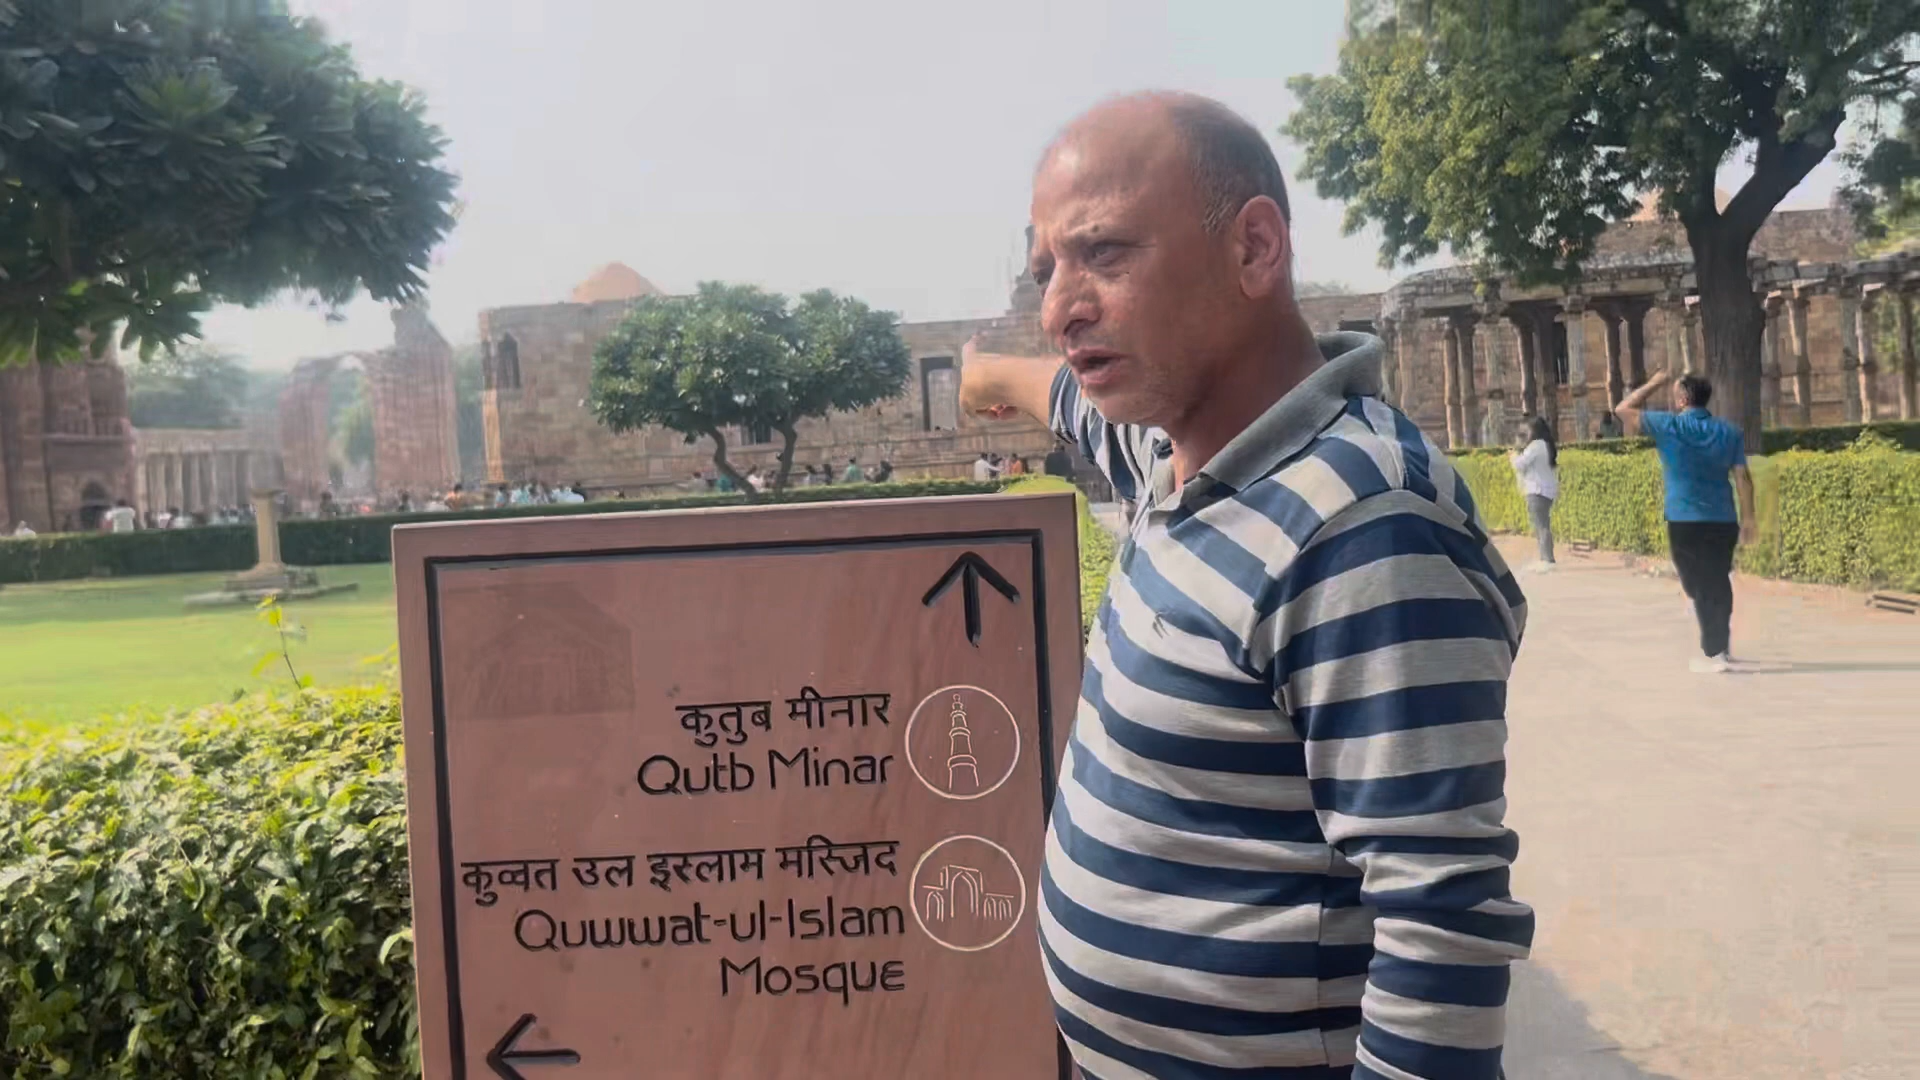 कुतुब मीनार
Qutb Minar
कुव्वत उल इस्लाम मस्जिद
Quwwat-ul-Islam
Mosque